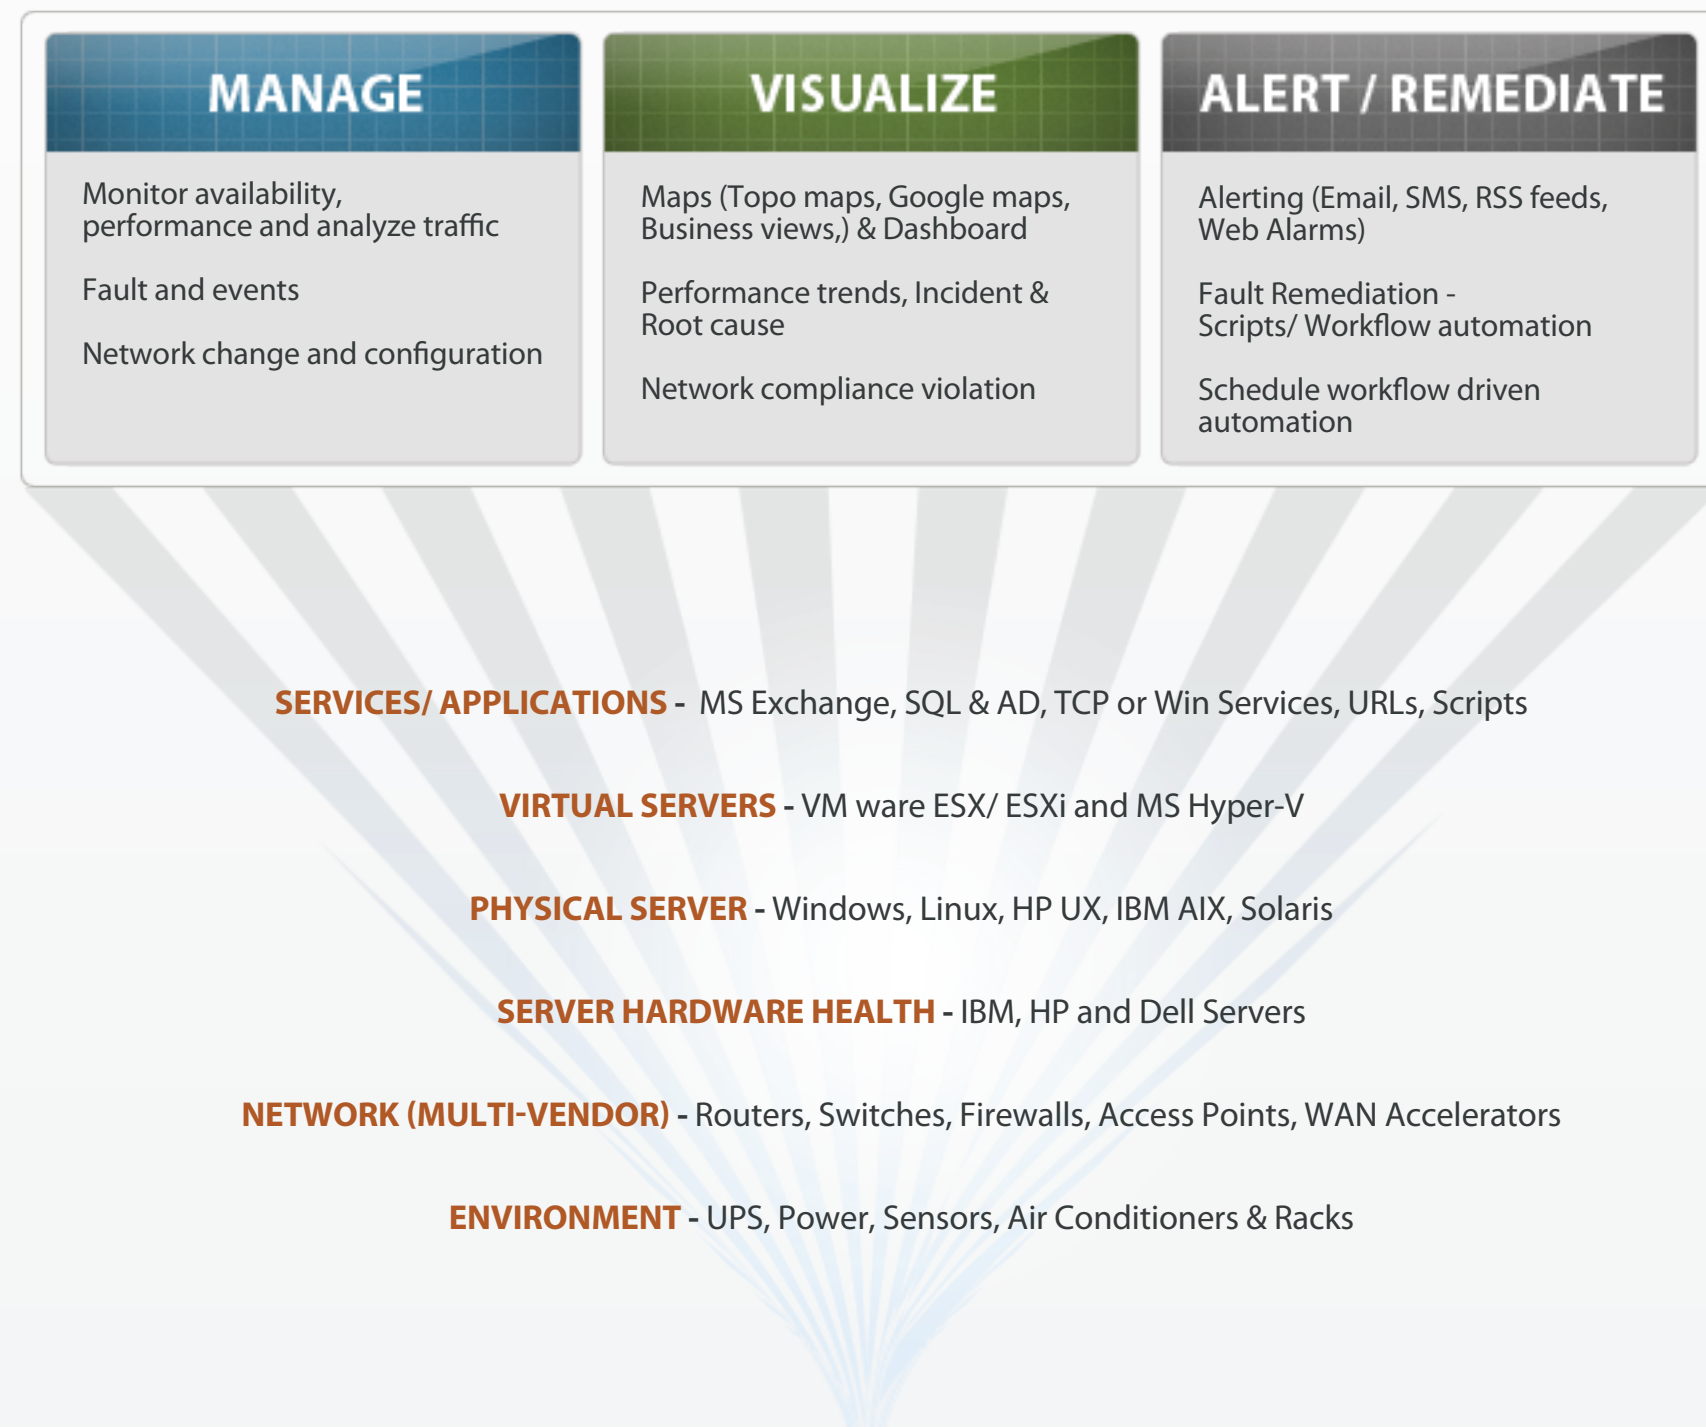 MANAGE
Monitor availability,
performance and analyze traffic
Fault and events
Network change and configuration
VISUALIZE
Maps (Topo maps, Google maps,
Business views,) & Dashboard
Performance trends, Incident &
Root cause
Network compliance violation
ALERT / REMEDIATE
Alerting (Email, SMS, RSS feeds,
Web Alarms)
Fault Remediation -
Scripts/ Workflow automation
Schedule workflow driven
automation
SERVICES/ APPLICATIONS - MS Exchange, SQL & AD, TCP or Win Services, URLs, Scripts
VIRTUAL SERVERS - VM ware ESX/ ESXi and MS Hyper-V
PHYSICAL SERVER - Windows, Linux, HP UX, IBM AIX, Solaris
SERVER HARDWARE HEALTH - IBM, HP and Dell Servers
NETWORK (MULTI-VENDOR) - Routers, Switches, Firewalls, Access Points, WAN Accelerators
ENVIRONMENT - UPS, Power, Sensors, Air Conditioners & Racks